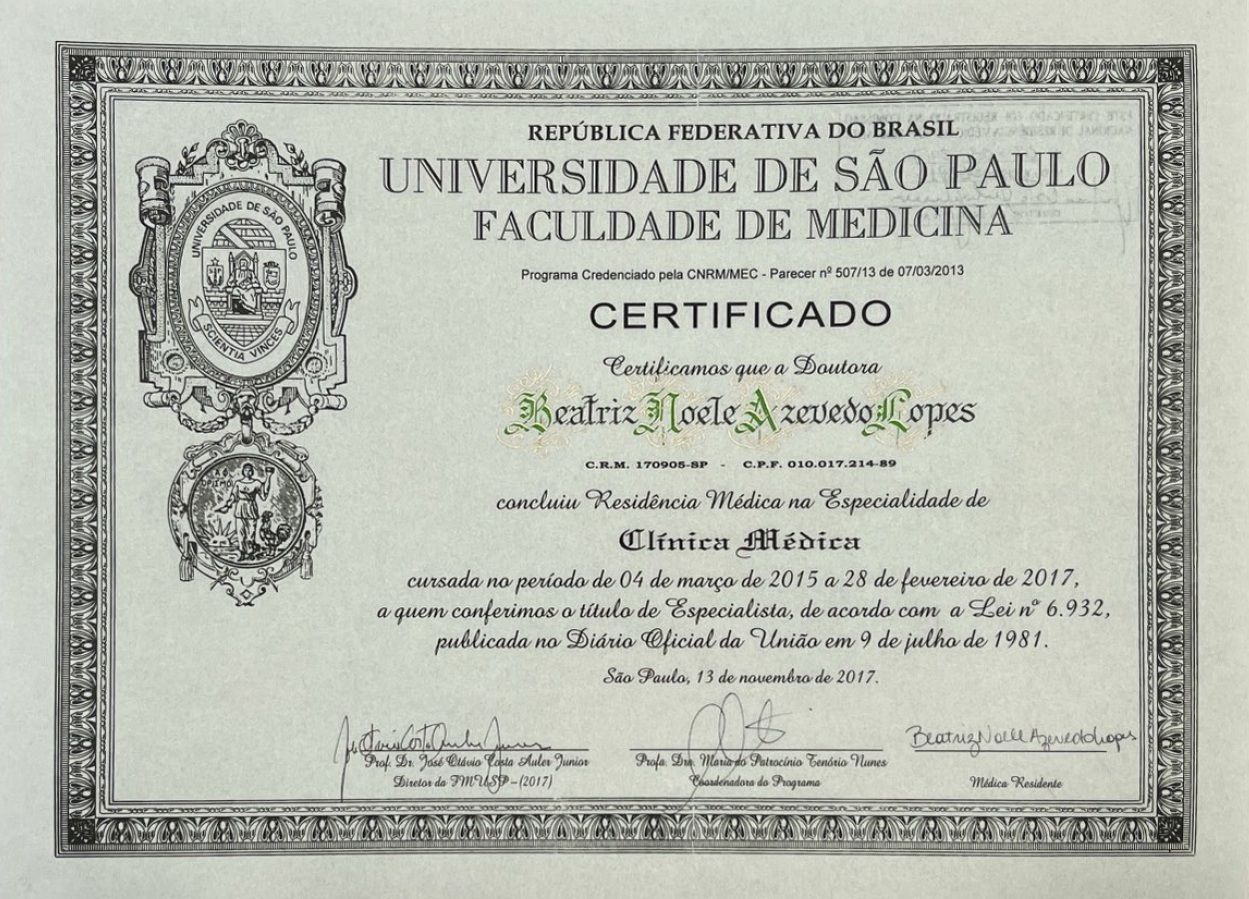 REPÚBLICA FEDERATIVA DO BRASIL
UNIVERSIDADE DE SÃO PAULO
FACULDADE DE MEDICINA
Programa Credenciado pela CNRM/MEC - Parecer nº 507/13 de 07/03/2013
CERTIFICADO
Certificamos que a Doutora
Beatriz Noele Azevedo Lopes
C.R.M. 170905-SP - C.P.F. 010.017.214-89
concluiu Residência Médica na Especialidade de
Clínica Médica
cursada no período de 04 de março de 2015 a 28 de fevereiro de 2017,
a quem conferimos o título de Especialista, de acordo com a Lei nº 6.932,
publicada no Diário Oficial da União em 9 de julho de 1981.
São Paulo, 13 de novembro de 2017.
UNIVERSIDADE DE SÃO PAULO
SCIENTIA VINCES
OPTIMO
Beatriz Noele Azevedo Lopes
Prof. Dr. José Otávio Costa Auler Junior
Diretor da FMUSP - (2017)
Profa. Dra. Maria do Patrocínio Tenório Nunes
Coordenadora do Programa
Médica Residente